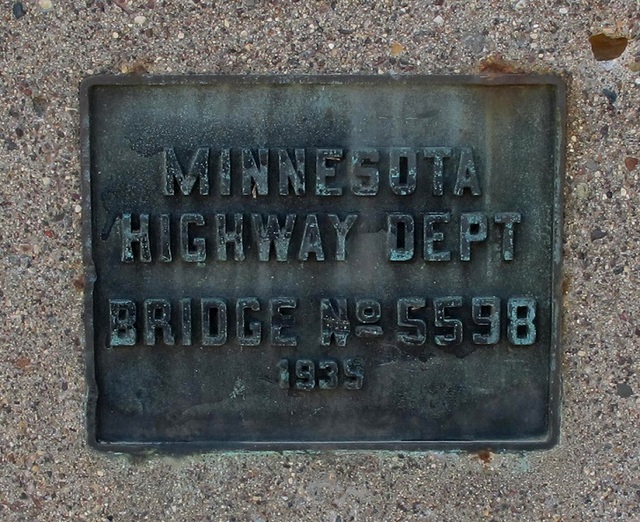 MINNESOTA
HIGHWAY DEPT
BRIDGE Nº 5598
1935